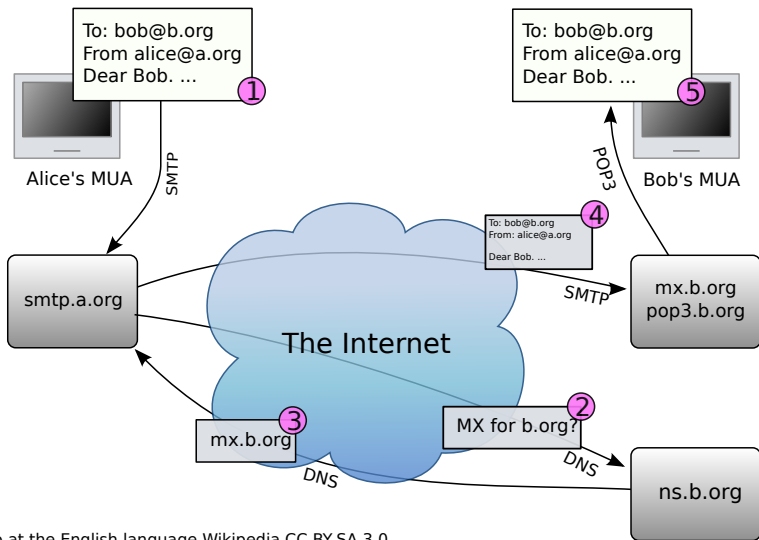 To: bob@b.org
From alice@a.org
Dear Bob. ...
1
Alice's MUA
SMTP
To: bob@b.org
From alice@a.org
Dear Bob. ...
5
Bob's MUA
POP3
To: bob@b.org
From: alice@a.org
Dear Bob. ...
4
SMTP
smtp.a.org
mx.b.org
pop3.b.org
The Internet
MX for b.org?
2
DNS
mx.b.org
3
DNS
ns.b.org
at the English language Wikipedia CC BY-SA 3.0